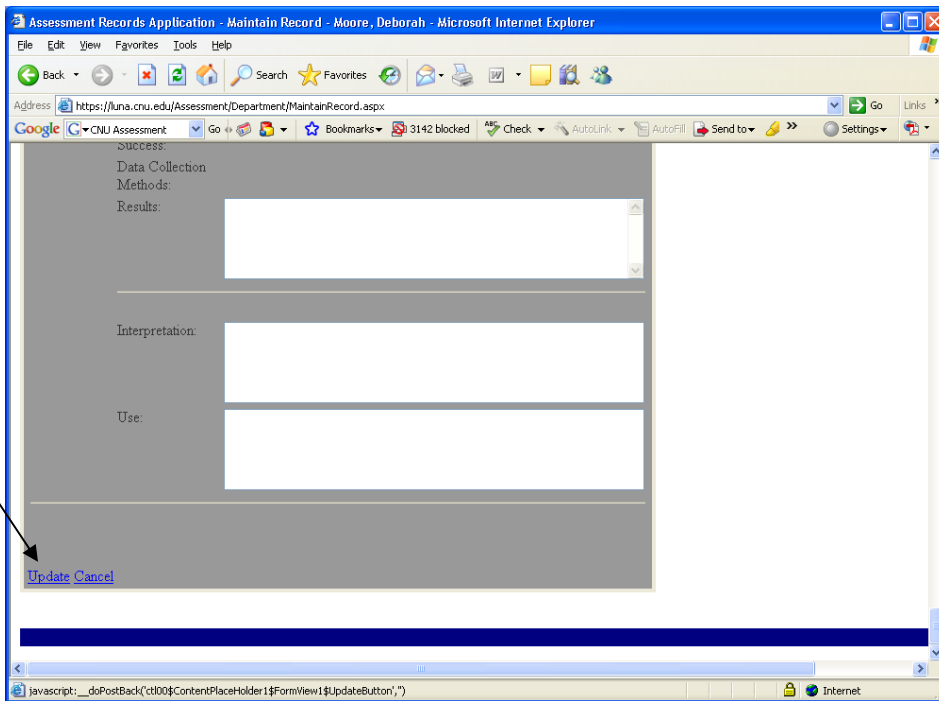 Assessment Records Application - Maintain Record - Moore, Deborah - Microsoft Internet Explorer
File Edit View Favorites Tools Help
Back Search Favorites
Address https://luna.cnu.edu/Assessment/Department/MaintainRecord.aspx Go Links »
Google G CNU Assessment Go Bookmarks 3142 blocked ABC Check AutoLink AutoFill Send to » Settings
Success:
Data Collection
Methods:
Results:
Interpretation:
Use:
Update Cancel
javascript:__doPostBack('ctl00$ContentPlaceHolder1$FormView1$UpdateButton','') Internet